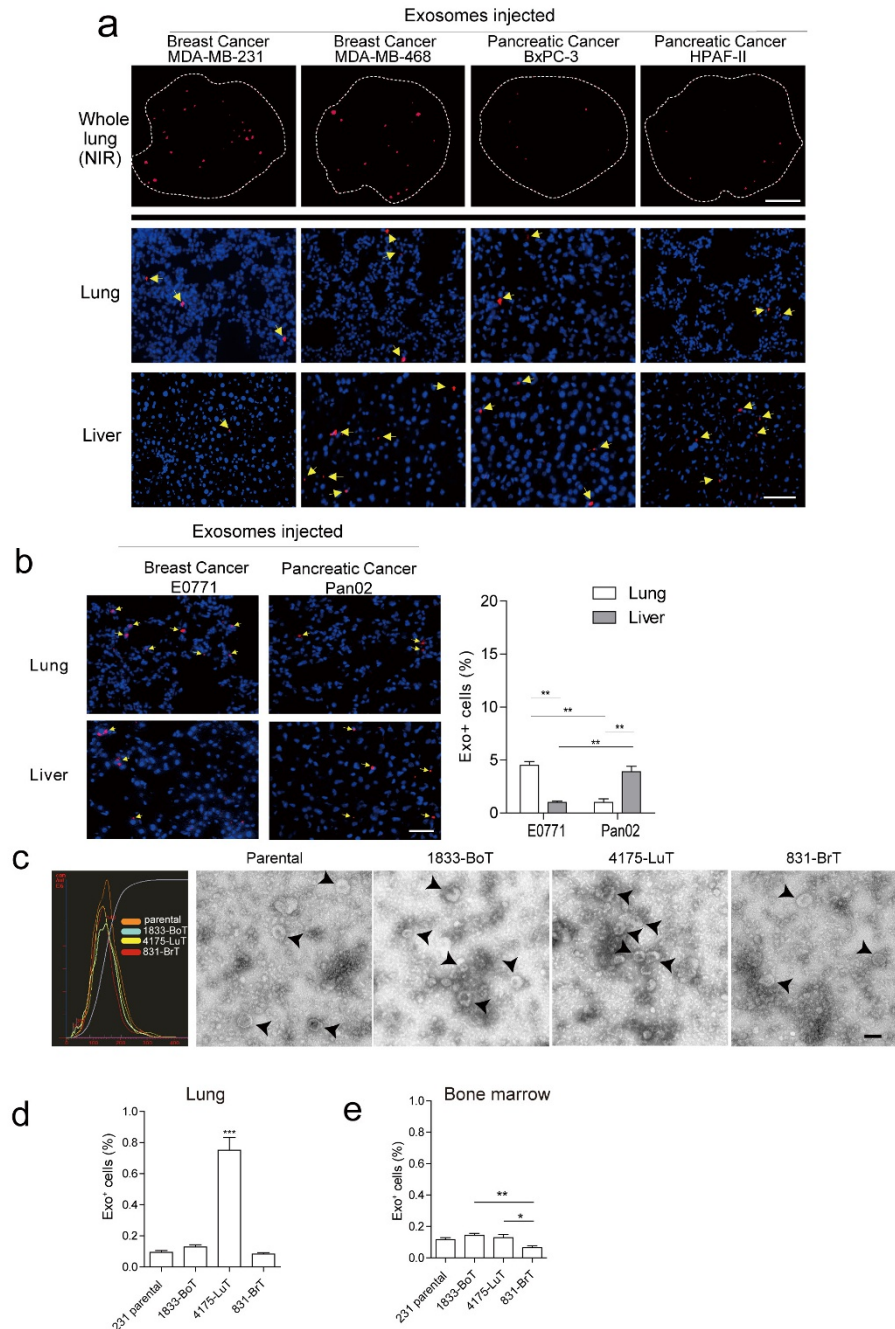 a
Exosomes injected
Breast Cancer
MDA-MB-231
Breast Cancer
MDA-MB-468
Pancreatic Cancer
BxPC-3
Pancreatic Cancer
HPAF-II
Whole
lung
(NIR)
Lung
Liver
b
Exosomes injected
Breast Cancer
E0771
Pancreatic Cancer
Pan02
Lung
Liver
Lung
Liver
Exo+ cells (%)
20
15
10
5
0
**
**
**
**
E0771
Pan02
c
parental
1833-BoT
4175-LuT
831-BrT
Parental
1833-BoT
4175-LuT
831-BrT
d
Lung
Exo+ cells (%)
1.0
0.8
0.6
0.4
0.2
0.0
***
231 parental
1833-BoT
4175-LuT
831-BrT
e
Bone marrow
Exo+ cells (%)
1.0
0.8
0.6
0.4
0.2
0.0
**
*
231 parental
1833-BoT
4175-LuT
831-BrT